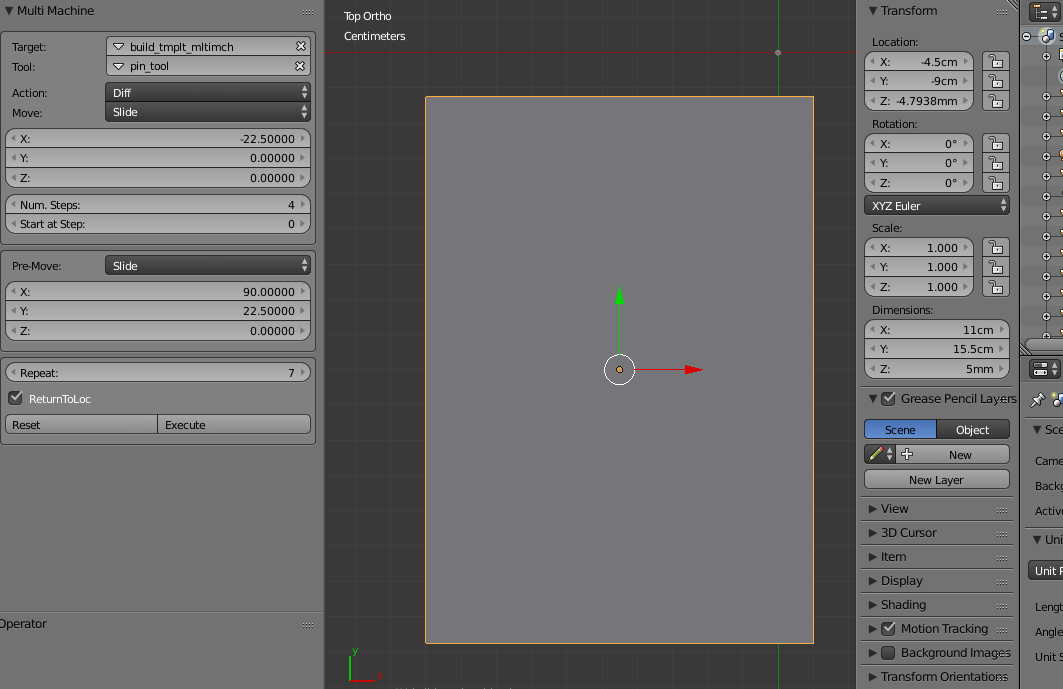 Multi Machine
Target: build_tmplt_mltimch
Tool: pin_tool
Action: Diff
Move: Slide
X: -22.50000
Y: 0.00000
Z: 0.00000
Num. Steps: 4
Start at Step: 0
Pre-Move: Slide
X: 90.00000
Y: 22.50000
Z: 0.00000
Repeat: 7
ReturnToLoc
Reset Execute
Operator
Top Ortho
Centimeters
y
x
Transform
Location:
X: -4.5cm
Y: -9cm
Z: -4.7938mm
Rotation:
X: 0°
Y: 0°
Z: 0°
XYZ Euler
Scale:
X: 1.000
Y: 1.000
Z: 1.000
Dimensions:
X: 11cm
Y: 15.5cm
Z: 5mm
Grease Pencil Layers
Scene Object
New
New Layer
View
3D Cursor
Item
Display
Shading
Motion Tracking
Background Images
Transform Orientations
S
Sce
Came
Backg
Active
Uni
Unit P
Lengt
Angle
Unit S